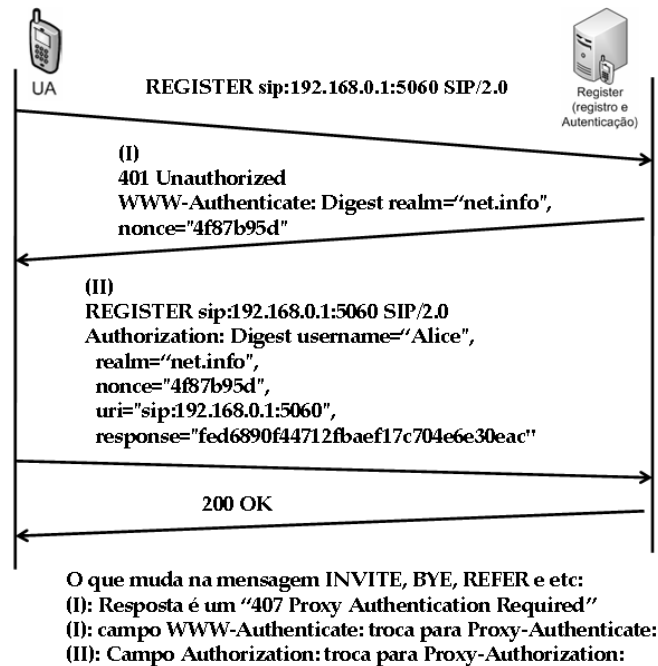 UA
REGISTER sip:192.168.0.1:5060 SIP/2.0
Register
(registro e
Autenticação)
(I)
401 Unauthorized
WWW-Authenticate: Digest realm=“net.info”,
nonce="4f87b95d"
(II)
REGISTER sip:192.168.0.1:5060 SIP/2.0
Authorization: Digest username=“Alice”,
realm=“net.info”,
nonce="4f87b95d",
uri="sip:192.168.0.1:5060",
response="fed6890f44712fbaef17c704e6e30eac"
200 OK
O que muda na mensagem INVITE, BYE, REFER e etc:
(I): Resposta é um “407 Proxy Authentication Required”
(I): campo WWW-Authenticate: troca para Proxy-Authenticate:
(II): Campo Authorization: troca para Proxy-Authorization: